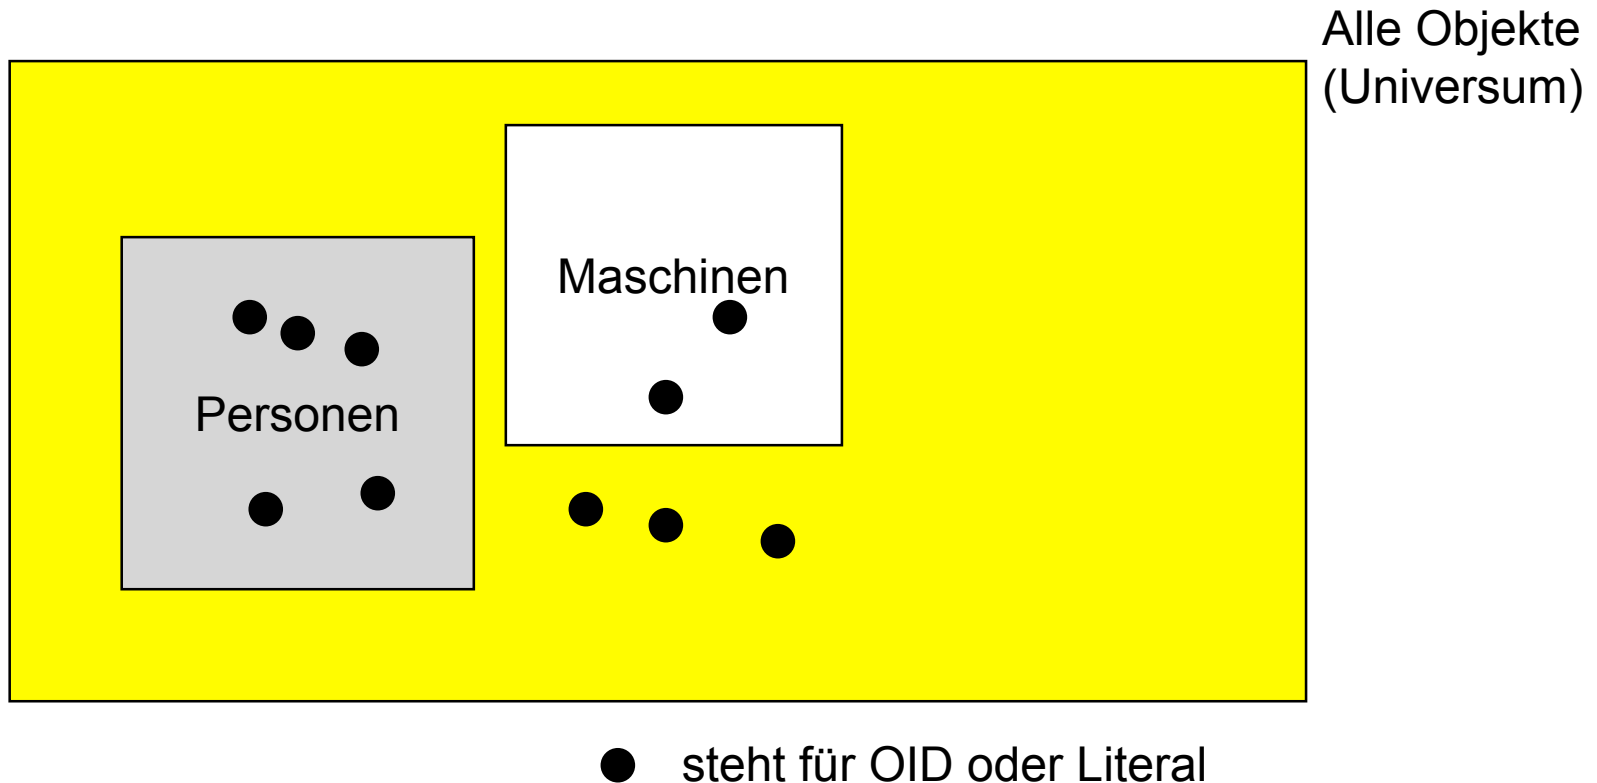 Alle Objekte
(Universum)
Maschinen
Personen
steht für OID oder Literal